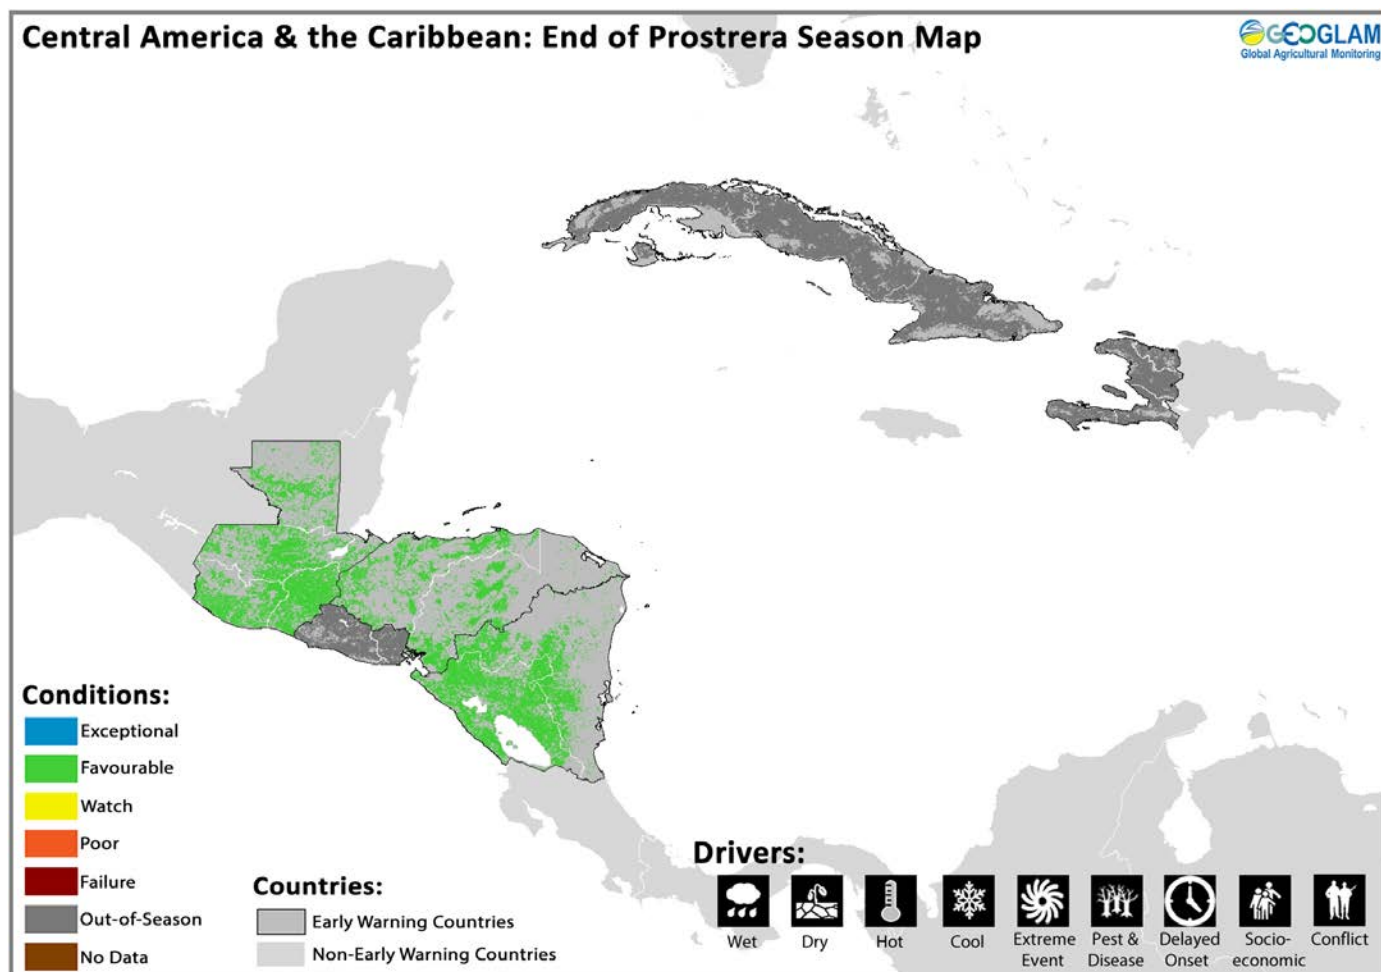 Central America & the Caribbean: End of Prostrera Season Map
GEOGLAM
Global Agricultural Monitoring
Conditions:
Exceptional
Favourable
Watch
Poor
Failure
Out-of-Season
No Data
Countries:
Early Warning Countries
Non-Early Warning Countries
Drivers:
Wet
Dry
Hot
Cool
Extreme
Event
Pest &
Disease
Delayed
Onset
Socio-
economic
Conflict